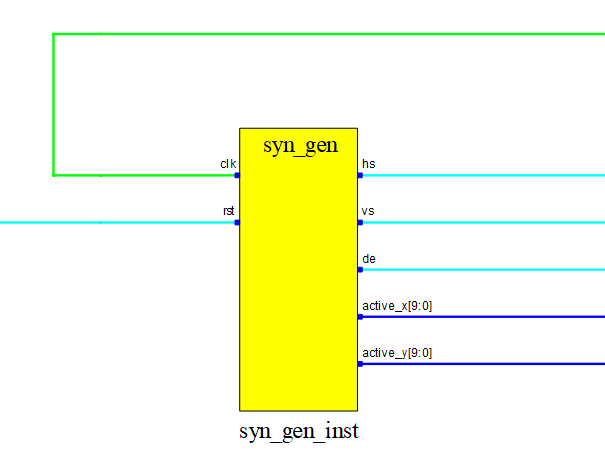 syn_gen
clk
hs
rst
vs
de
active_x[9:0]
active_y[9:0]
syn_gen_inst